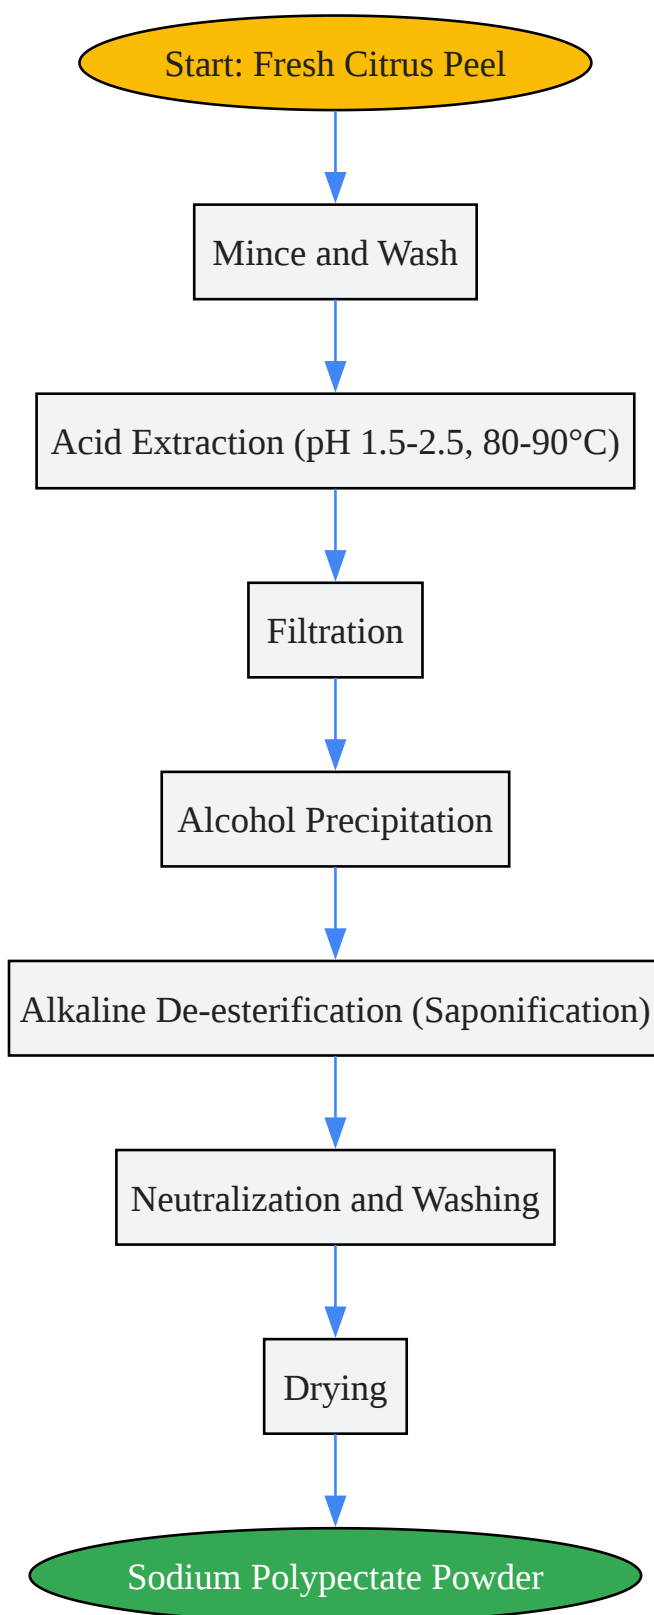 Start: Fresh Citrus Peel
Mince and Wash
Acid Extraction (pH 1.5-2.5, 80-90°C)
Filtration
Alcohol Precipitation
Alkaline De-esterification (Saponification)
Neutralization and Washing
Drying
Sodium Polypectate Powder